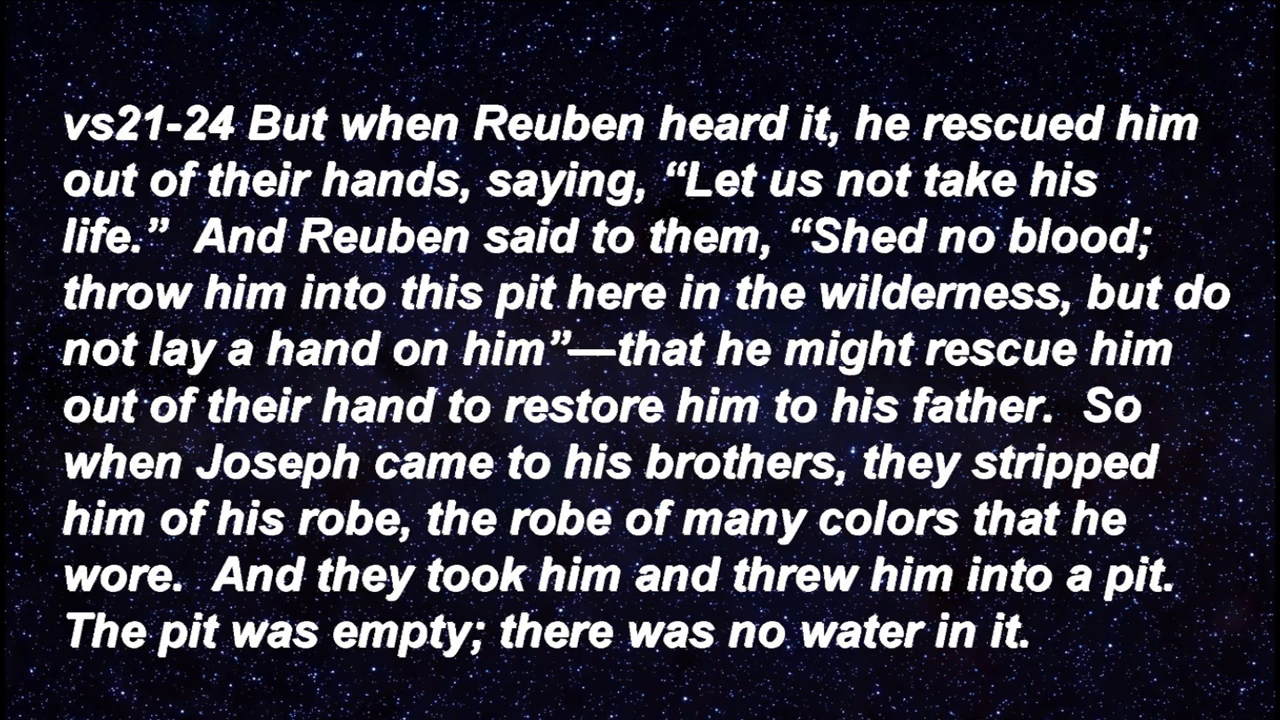 vs21-24 But when Reuben heard it, he rescued him
out of their hands, saying, “Let us not take his
life.”  And Reuben said to them, “Shed no blood;
throw him into this pit here in the wilderness, but do
not lay a hand on him”—that he might rescue him
out of their hand to restore him to his father.  So
when Joseph came to his brothers, they stripped
him of his robe, the robe of many colors that he
wore.  And they took him and threw him into a pit.
The pit was empty; there was no water in it.